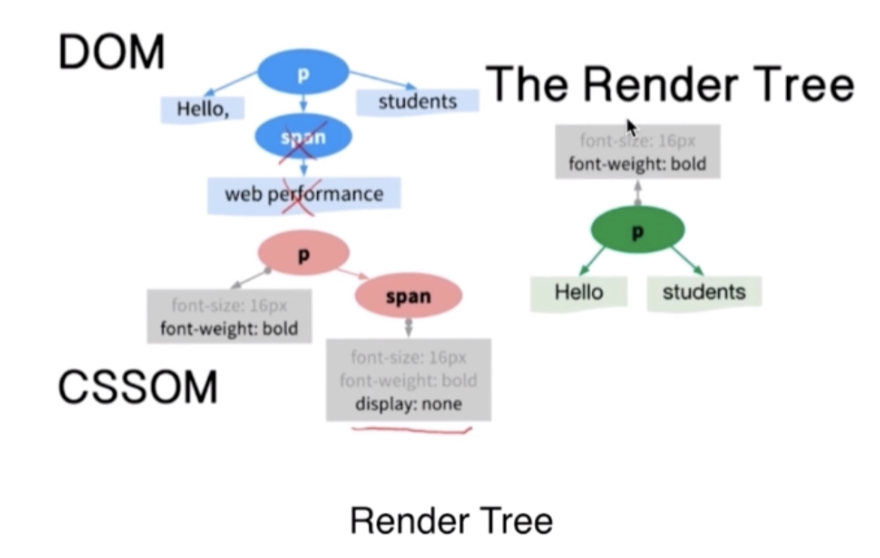 DOM
p
Hello,
students
span
web performance
p
font-size: 16px
font-weight: bold
span
font-size: 16px
font-weight: bold
display: none
CSSOM
The Render Tree
font-size: 16px
font-weight: bold
p
Hello
students
Render Tree